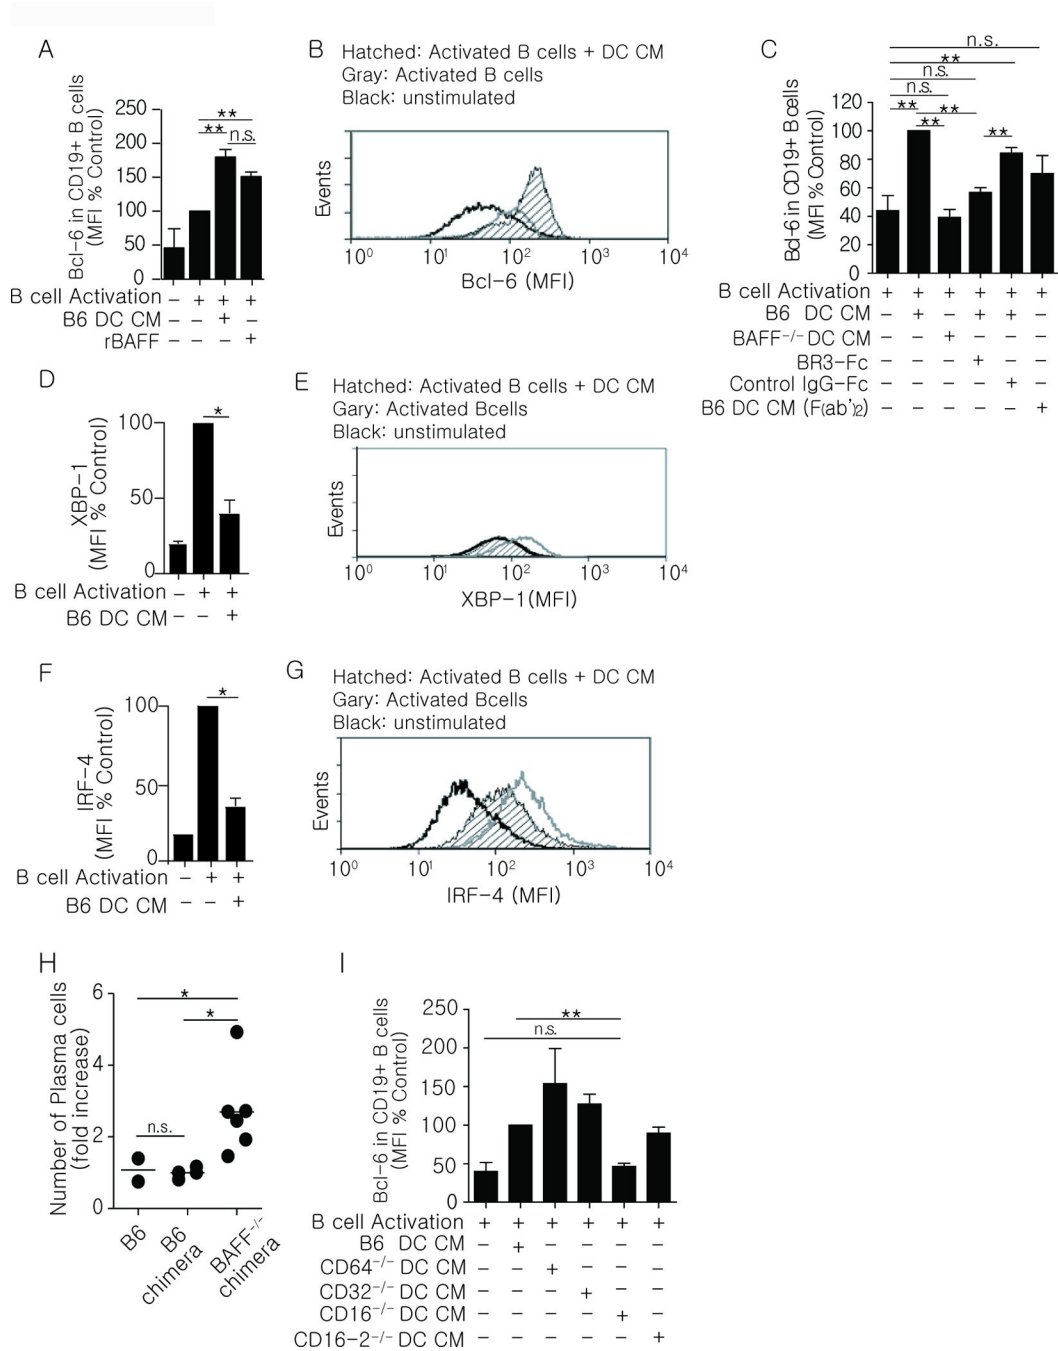 A
Bcl-6 in CD19+ B cells
(MFI % Control)
250
200
150
100
50
0
**
**
n.s.
B cell Activation − + + +
B6 DC CM − − + −
rBAFF − − − +
B
Hatched: Activated B cells + DC CM
Gray: Activated B cells
Black: unstimulated
Events
10⁰ 10¹ 10² 10³ 10⁴
Bcl-6 (MFI)
C
Bcl-6 in CD19+ Bcells
(MFI % Control)
120
100
80
60
40
20
0
n.s.
**
n.s.
n.s.
** **
** **
B cell Activation + + + + + +
B6 DC CM − + − + + −
BAFF⁻/⁻ DC CM − − + − − −
BR3-Fc − − − + − −
Control IgG-Fc − − − − + −
B6 DC CM (F(ab')2) − − − − − +
D
XBP-1
(MFI % Control)
100
50
0
*
B cell Activation − + +
B6 DC CM − − +
E
Hatched: Activated B cells + DC CM
Gary: Activated Bcells
Black: unstimulated
Events
10⁰ 10¹ 10² 10³ 10⁴
XBP-1(MFI)
F
IRF-4
(MFI % Control)
100
50
0
*
B cell Activation − + +
B6 DC CM − − +
G
Hatched: Activated B cells + DC CM
Gary: Activated Bcells
Black: unstimulated
Events
10⁰ 10¹ 10² 10³ 10⁴
IRF-4 (MFI)
H
Number of Plasma cells
(fold increase)
6
4
2
0
*
*
n.s.
B6
B6
chimera
BAFF⁻/⁻
chimera
I
Bcl-6 in CD19+ B cells
(MFI % Control)
250
200
150
100
50
0
**
n.s.
B cell Activation + + + + + +
B6 DC CM − + − − − −
CD64⁻/⁻ DC CM − − + − − −
CD32⁻/⁻ DC CM − − − + − −
CD16⁻/⁻ DC CM − − − − + −
CD16-2⁻/⁻ DC CM − − − − − +